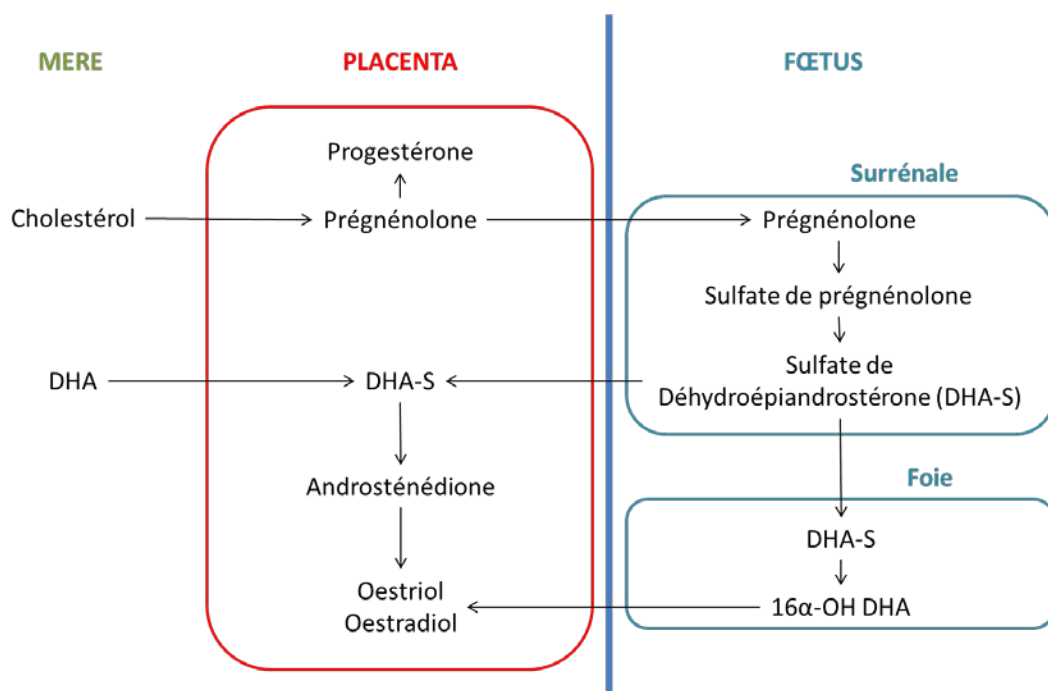 MERE
PLACENTA
FŒTUS
Progestérone
Surrénale
Cholestérol
Prégnénolone
Prégnénolone
Sulfate de prégnénolone
DHA
DHA-S
Sulfate de
Déhydroépiandrostérone (DHA-S)
Androsténédione
Foie
DHA-S
Oestriol
Oestradiol
16α-OH DHA